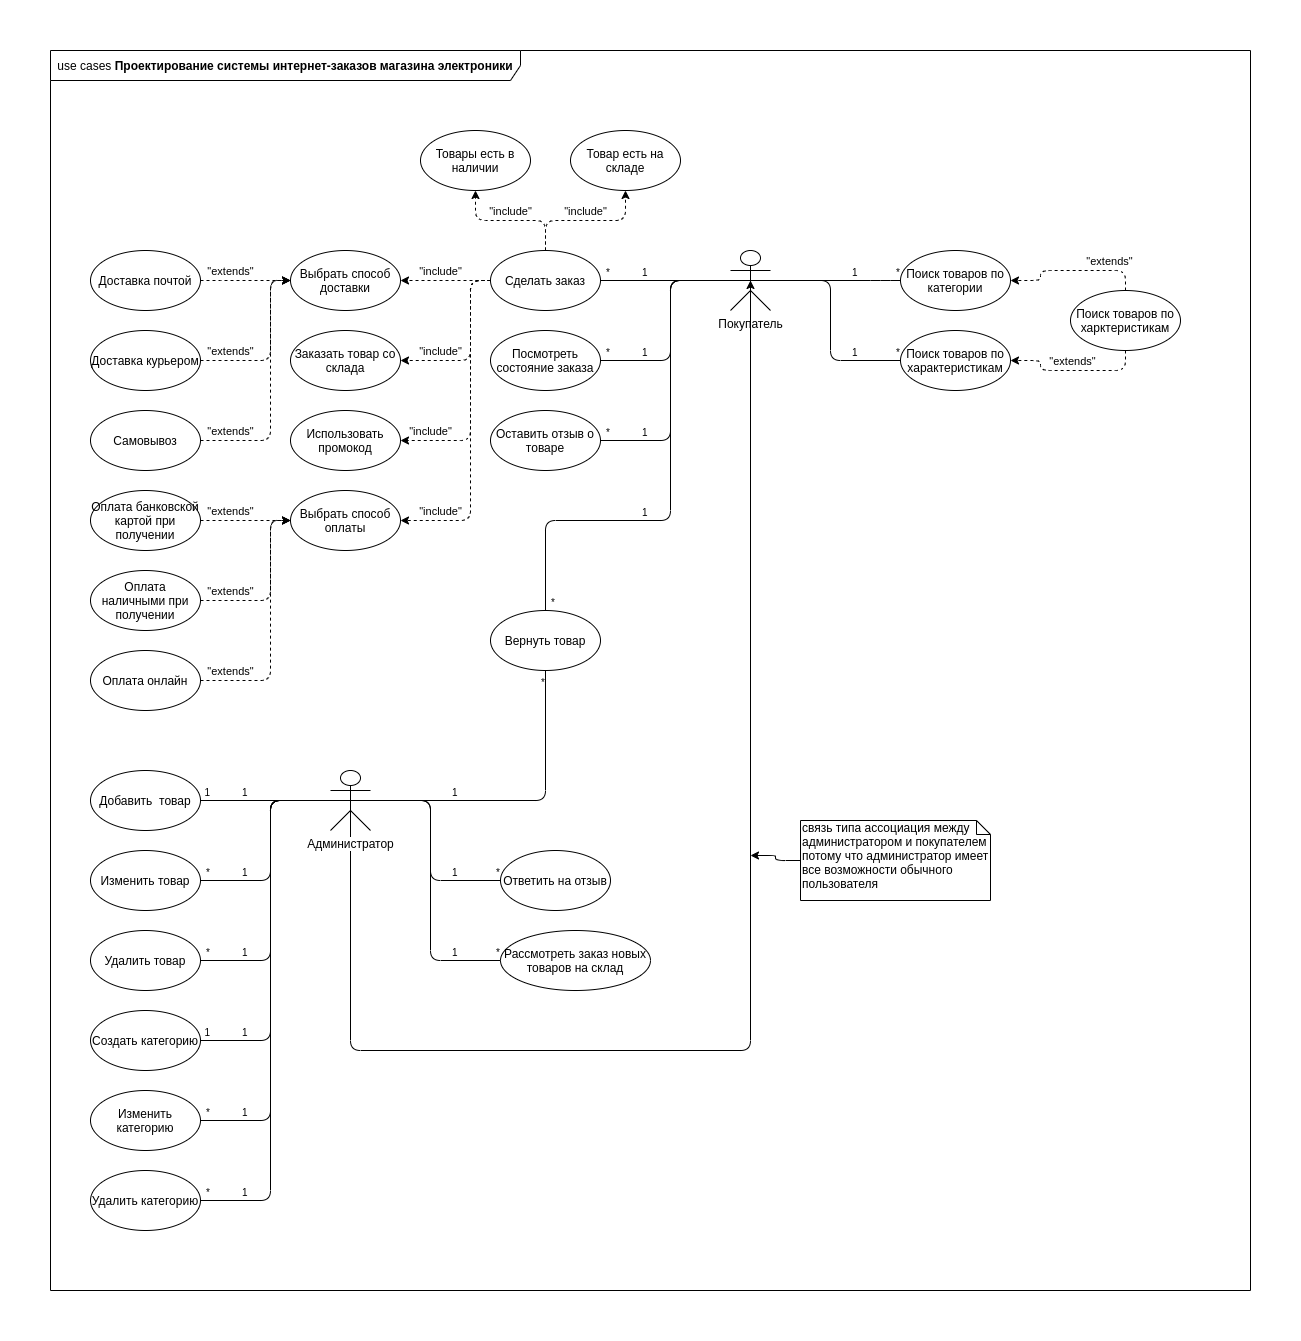 use cases Проектирование системы интернет-заказов магазина электроники
Товары есть в
наличии
Товар есть на
складе
"include"
"include"
Доставка почтой
"extends"
Выбрать способ
доставки
"include"
Сделать заказ
*
1
Покупатель
1
*
Поиск товаров по
категории
"extends"
Поиск товаров по
харктеристикам
Доставка курьером
"extends"
Заказать товар со
склада
"include"
Посмотреть
состояние заказа
*
1
1
*
Поиск товаров по
характеристикам
"extends"
Самовывоз
"extends"
Использовать
промокод
"include"
Оставить отзыв о
товаре
*
1
Оплата банковской
картой при
получении
"extends"
Выбрать способ
оплаты
"include"
1
Оплата
наличными при
получении
"extends"
*
Вернуть товар
*
Оплата онлайн
"extends"
Добавить товар
1
1
Администратор
1
Изменить товар
*
1
1
*
Ответить на отзыв
связь типа ассоциация между
администратором и покупателем
потому что администратор имеет
все возможности обычного
пользователя
Удалить товар
*
1
1
*
Рассмотреть заказ новых
товаров на склад
Создать категорию
1
1
Изменить
категорию
*
1
Удалить категорию
*
1